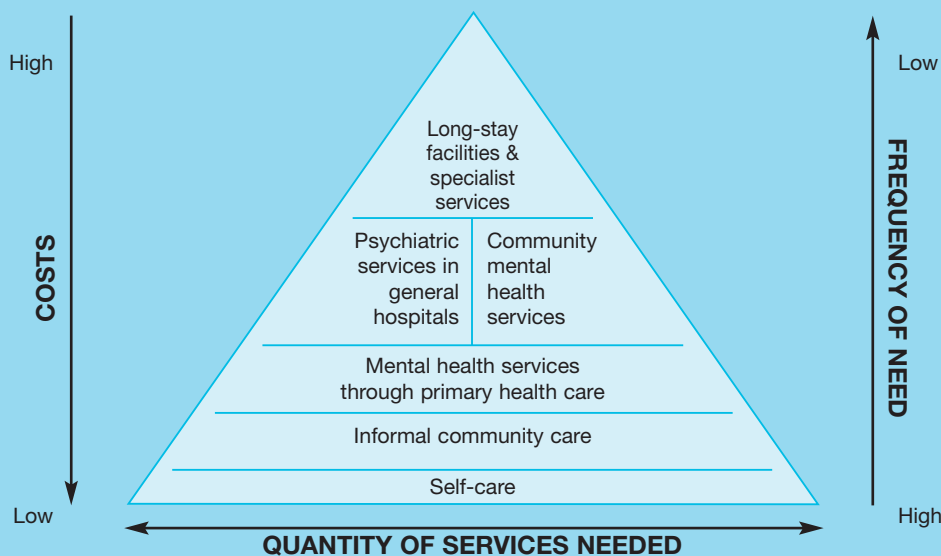 High
Low
COSTS
FREQUENCY OF NEED
Long-stay
facilities &
specialist
services
Psychiatric
services in
general
hospitals
Community
mental
health
services
Mental health services
through primary health care
Informal community care
Self-care
Low
High
QUANTITY OF SERVICES NEEDED